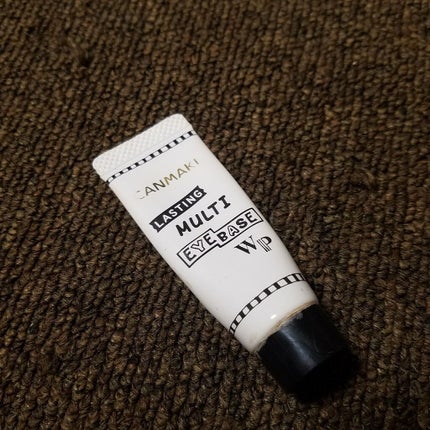 CANMAKE
LASTING
MULTI
EYE BASE
WP